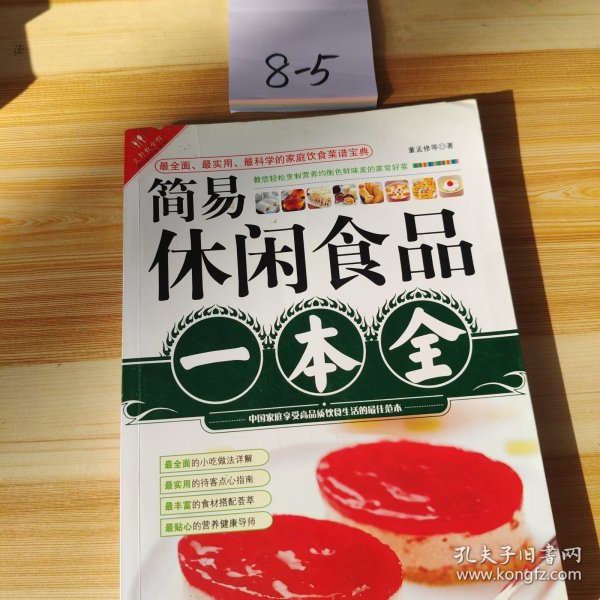 8-5
董孟修等◎著
最全面、最实用、最科学的家庭饮食菜谱宝典
教您轻松烹制营养均衡色鲜味美的家常好菜
简易
休闲食品
一本全
中国家庭享受高品质饮食生活的最佳范本
最全面的小吃做法详解
最实用的待客点心指南
最丰富的食材搭配荟萃
最贴心的营养健康导师
孔夫子旧书网
www.kongfz.com